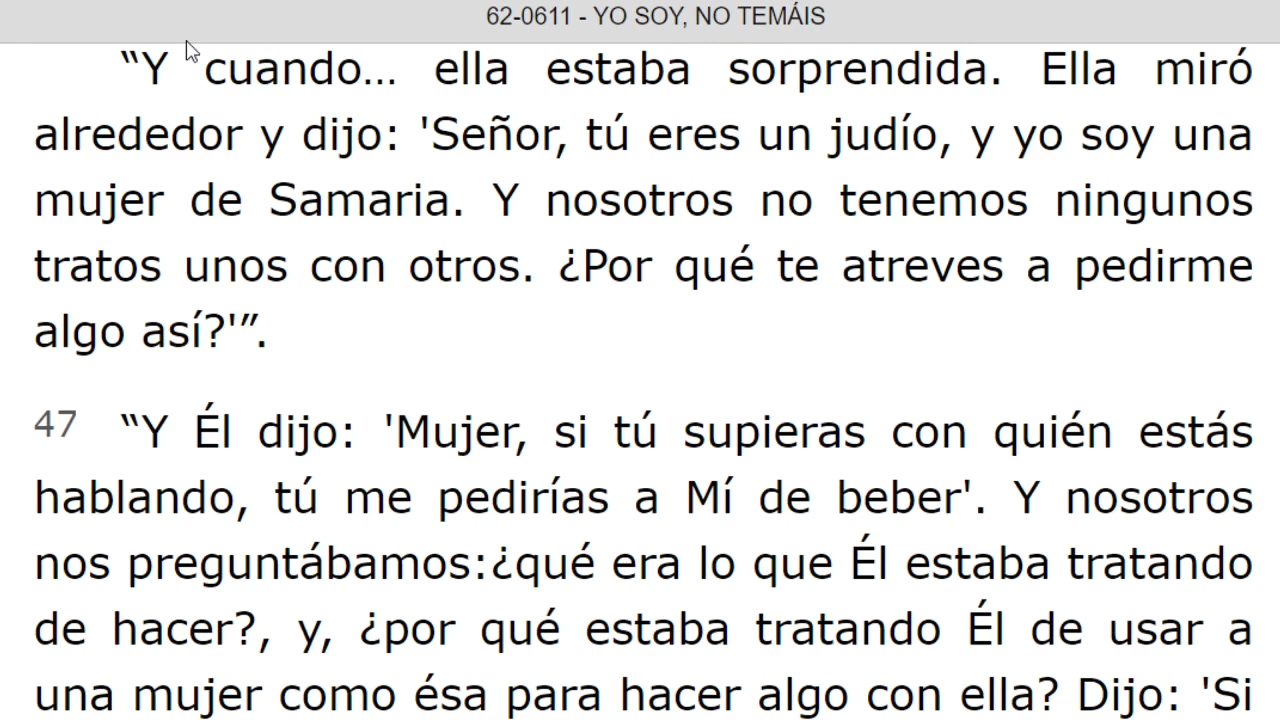 62-0611 - YO SOY, NO TEMÁIS
“Y cuando... ella estaba sorprendida. Ella miró
alrededor y dijo: 'Señor, tú eres un judío, y yo soy una
mujer de Samaria. Y nosotros no tenemos ningunos
tratos unos con otros. ¿Por qué te atreves a pedirme
algo así?'”.
47 “Y Él dijo: 'Mujer, si tú supieras con quién estás
hablando, tú me pedirías a Mí de beber'. Y nosotros
nos preguntábamos:¿qué era lo que Él estaba tratando
de hacer?, y, ¿por qué estaba tratando Él de usar a
una mujer como ésa para hacer algo con ella? Dijo: 'Si